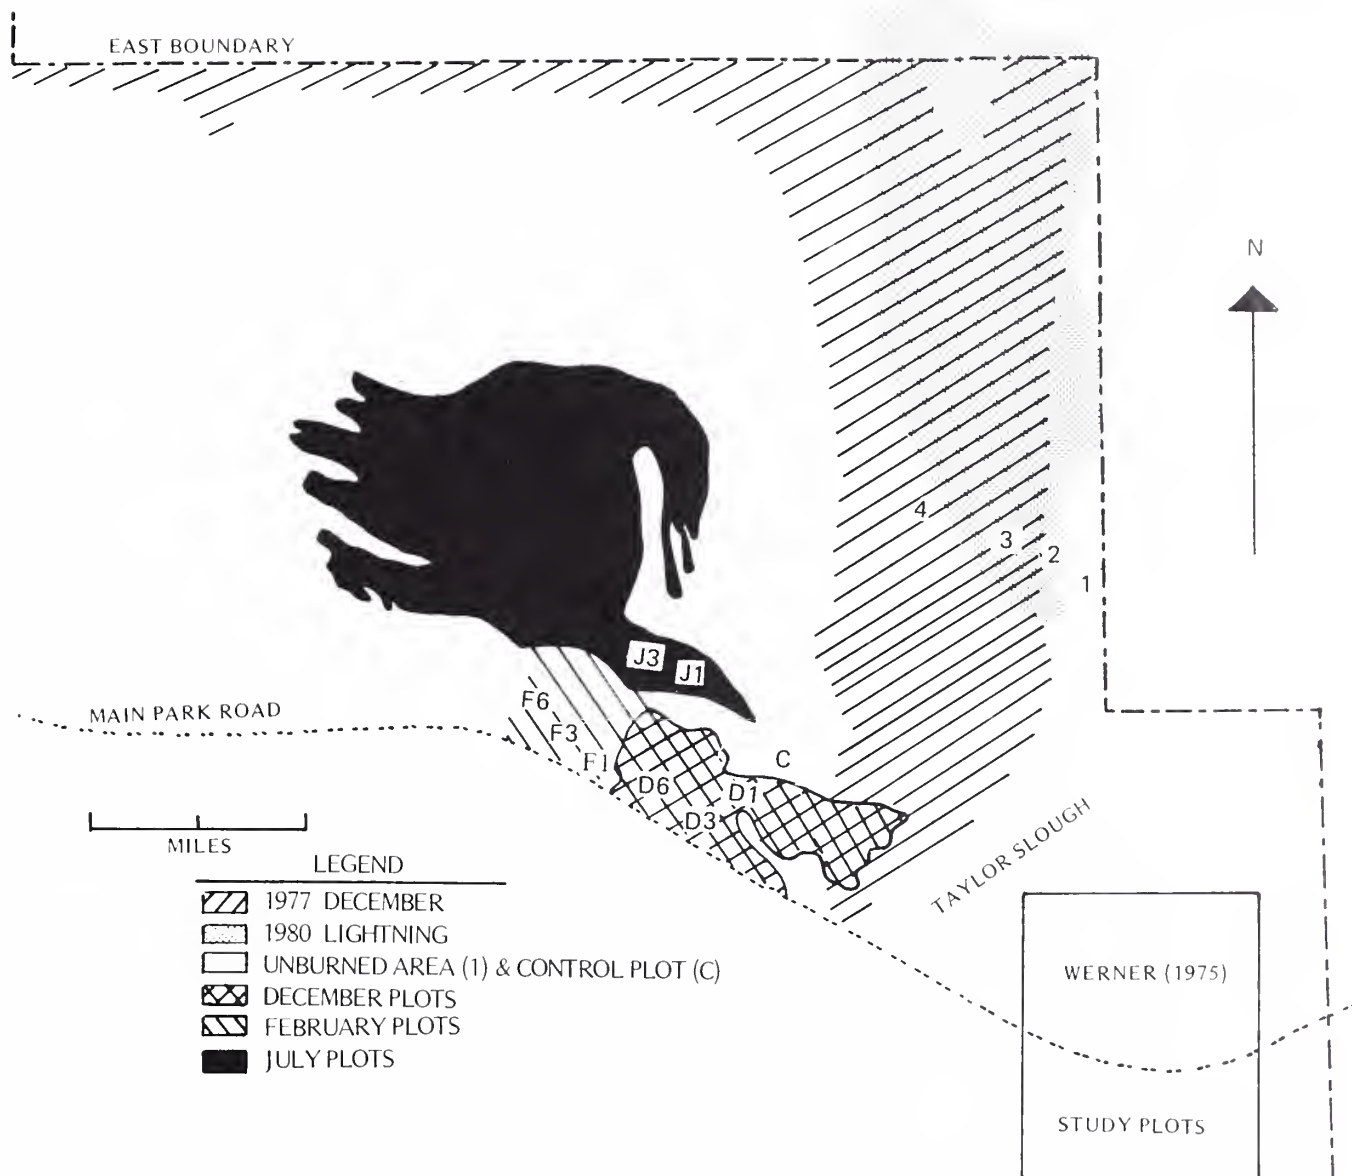 EAST BOUNDARY
N
4
3
2
1
J3
J1
F6
F3
F1
MAIN PARK ROAD
C
D6
D1
D3
MILES
TAYLOR SLOUGH
LEGEND
1977 DECEMBER
1980 LIGHTNING
UNBURNED AREA (1) & CONTROL PLOT (C)
DECEMBER PLOTS
FEBRUARY PLOTS
JULY PLOTS
WERNER (1975)
STUDY PLOTS